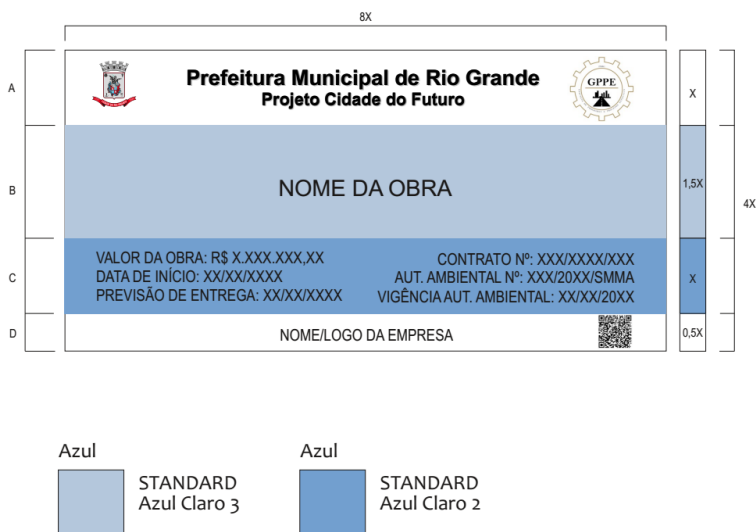 8X
A
Prefeitura Municipal de Rio Grande
Projeto Cidade do Futuro
GPPE
X
B
NOME DA OBRA
1,5X
4X
C
VALOR DA OBRA: R$ X.XXX.XXX,XX
DATA DE INÍCIO: XX/XX/XXXX
PREVISÃO DE ENTREGA: XX/XX/XXXX
CONTRATO Nº: XXX/XXXX/XXX
AUT. AMBIENTAL Nº: XXX/20XX/SMMA
VIGÊNCIA AUT. AMBIENTAL: XX/XX/20XX
X
D
NOME/LOGO DA EMPRESA
0,5X
Azul
STANDARD
Azul Claro 3
Azul
STANDARD
Azul Claro 2